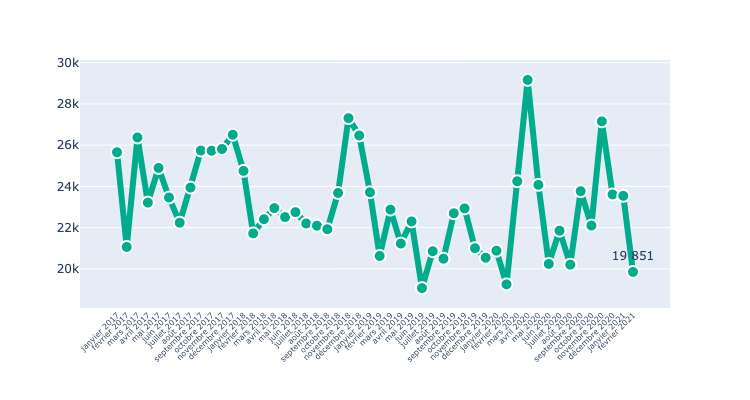 30k
28k
26k
24k
22k
20k
19 851
janvier 2017
février 2017
mars 2017
avril 2017
mai 2017
juin 2017
juillet 2017
août 2017
septembre 2017
octobre 2017
novembre 2017
décembre 2017
janvier 2018
février 2018
mars 2018
avril 2018
mai 2018
juin 2018
juillet 2018
août 2018
septembre 2018
octobre 2018
novembre 2018
décembre 2018
janvier 2019
février 2019
mars 2019
avril 2019
mai 2019
juin 2019
juillet 2019
août 2019
septembre 2019
octobre 2019
novembre 2019
décembre 2019
janvier 2020
février 2020
mars 2020
avril 2020
mai 2020
juin 2020
juillet 2020
août 2020
septembre 2020
octobre 2020
novembre 2020
décembre 2020
janvier 2021
février 2021